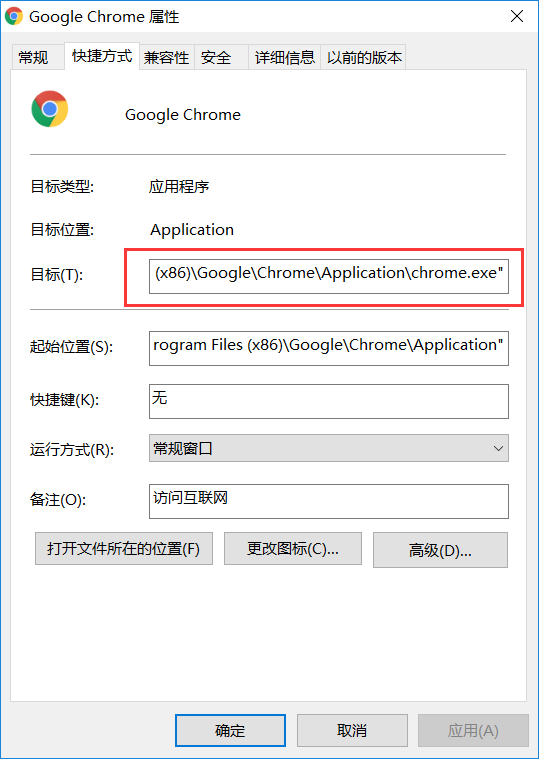 Google Chrome 属性
常规 快捷方式 兼容性 安全 详细信息 以前的版本
Google Chrome
目标类型: 应用程序
目标位置: Application
目标(T): (x86)\Google\Chrome\Application\chrome.exe"
起始位置(S): rogram Files (x86)\Google\Chrome\Application"
快捷键(K): 无
运行方式(R): 常规窗口
备注(O): 访问互联网
打开文件所在的位置(F) 更改图标(C)... 高级(D)...
确定 取消 应用(A)